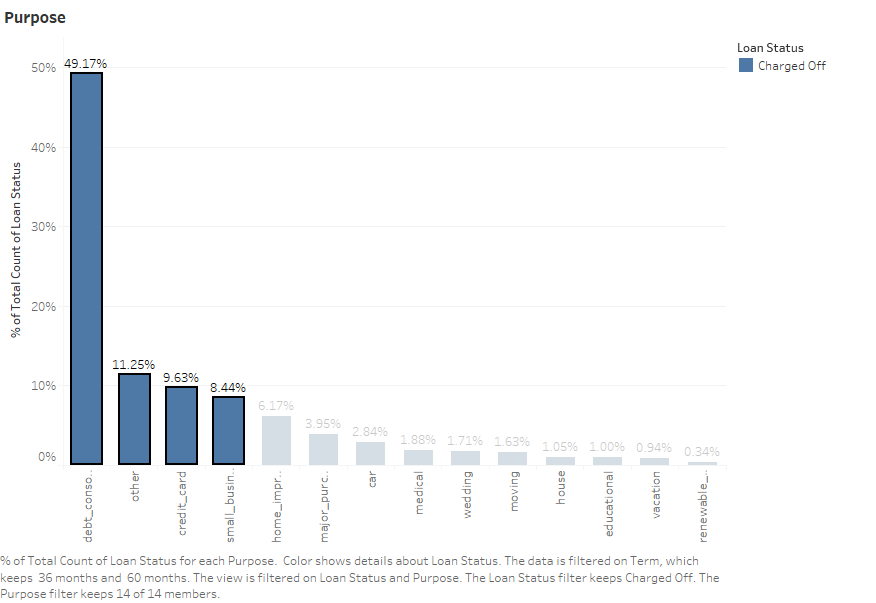 Purpose
Loan Status
Charged Off
% of Total Count of Loan Status
50%
40%
30%
20%
10%
0%
49.17%
11.25%
9.63%
8.44%
6.17%
3.95%
2.84%
1.88%
1.71%
1.63%
1.05%
1.00%
0.94%
0.34%
debt_conso..
other
credit_card
small_busin..
home_impr..
major_purc..
car
medical
wedding
moving
house
educational
vacation
renewable_..
% of Total Count of Loan Status for each Purpose. Color shows details about Loan Status. The data is filtered on Term, which
keeps 36 months and 60 months. The view is filtered on Loan Status and Purpose. The Loan Status filter keeps Charged Off. The
Purpose filter keeps 14 of 14 members.